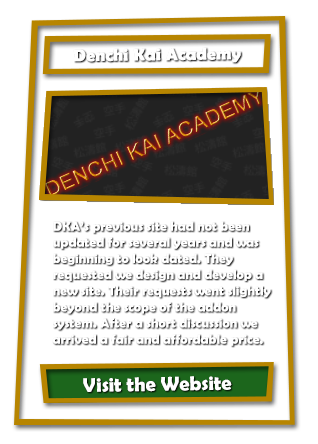 Denchi Kai Academy
DENCHI KAI ACADEMY
DKA's previous site had not been
updated for several years and was
beginning to look dated. They
requested we design and develop a
new site. Their requests went slightly
beyond the scope of the addon
system. After a short discussion we
arrived a fair and affordable price.
Visit the Website